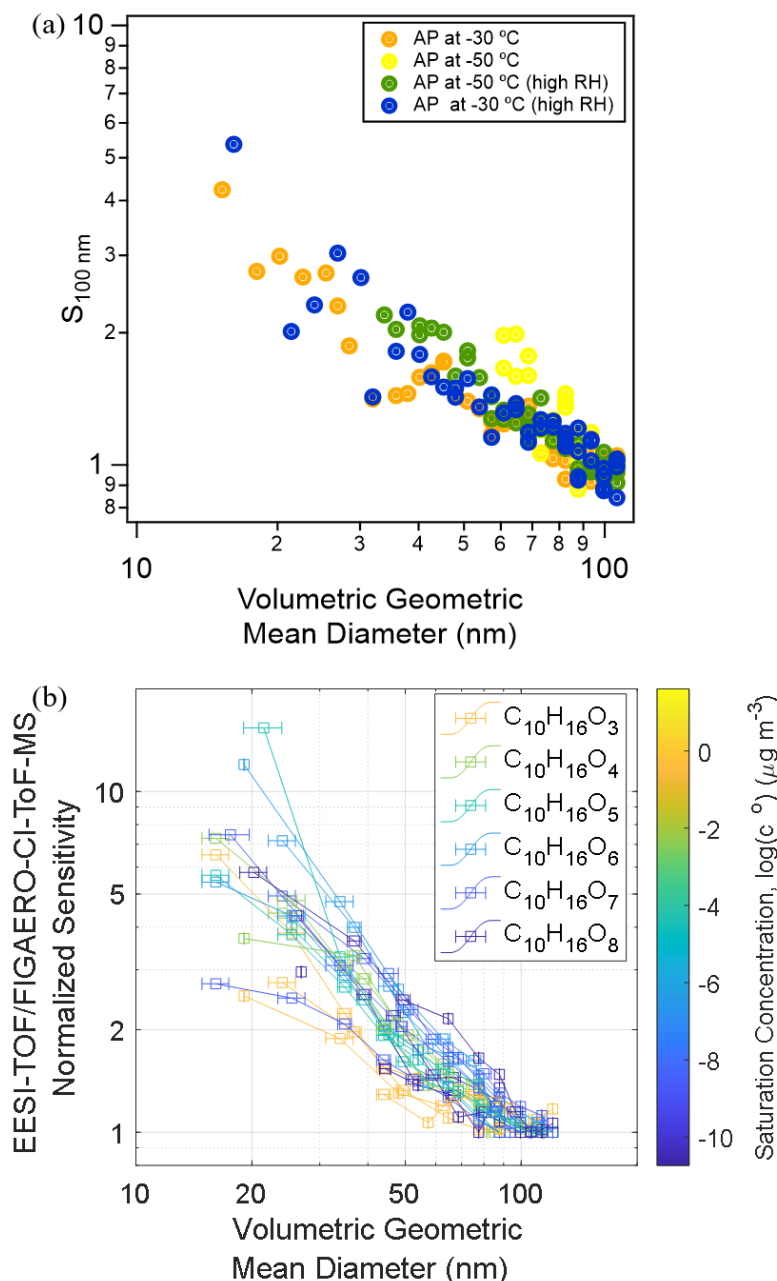 (a)
10
9
8
7
6
5
4
3
2
1
9
8
S100 nm
AP at -30 ºC
AP at -50 ºC
AP at -50 ºC (high RH)
AP at -30 ºC (high RH)
10 2 3 4 5 6 7 8 9 100
Volumetric Geometric
Mean Diameter (nm)
(b)
10
5
2
1
EESI-TOF/FIGAERO-CI-ToF-MS
Normalized Sensitivity
C10H16O3
C10H16O4
C10H16O5
C10H16O6
C10H16O7
C10H16O8
10 20 50 100
Volumetric Geometric
Mean Diameter (nm)
0
-2
-4
-6
-8
-10
Saturation Concentration, log(c º) (μg m-3)